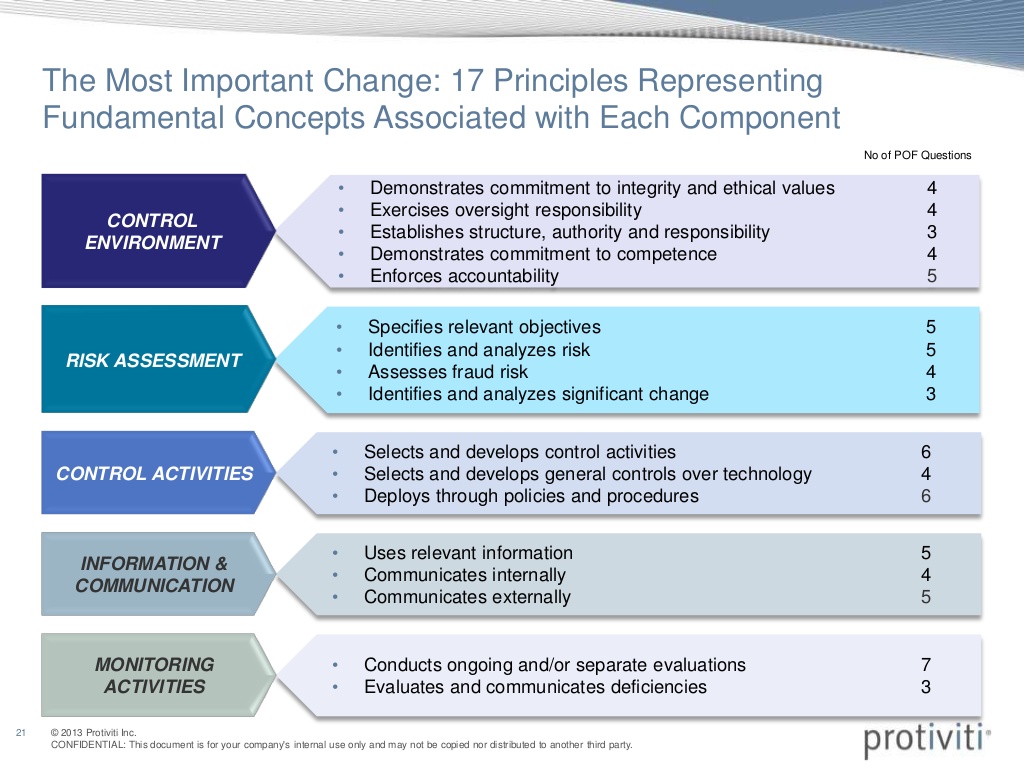 The Most Important Change: 17 Principles Representing
Fundamental Concepts Associated with Each Component
No of POF Questions
CONTROL
ENVIRONMENT
• Demonstrates commitment to integrity and ethical values 4
• Exercises oversight responsibility 4
• Establishes structure, authority and responsibility 3
• Demonstrates commitment to competence 4
• Enforces accountability 5
RISK ASSESSMENT
• Specifies relevant objectives 5
• Identifies and analyzes risk 5
• Assesses fraud risk 4
• Identifies and analyzes significant change 3
CONTROL ACTIVITIES
• Selects and develops control activities 6
• Selects and develops general controls over technology 4
• Deploys through policies and procedures 6
INFORMATION &
COMMUNICATION
• Uses relevant information 5
• Communicates internally 4
• Communicates externally 5
MONITORING
ACTIVITIES
• Conducts ongoing and/or separate evaluations 7
• Evaluates and communicates deficiencies 3
21 © 2013 Protiviti Inc.
CONFIDENTIAL: This document is for your company's internal use only and may not be copied nor distributed to another third party.
protiviti®